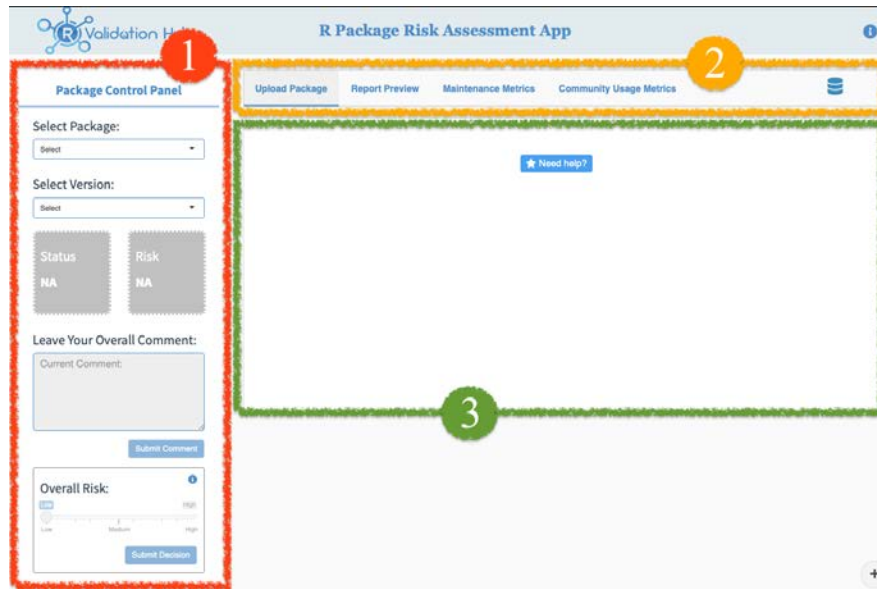 R Validation H
R Package Risk Assessment App
1
2
Package Control Panel
Upload Package Report Preview Maintenance Metrics Community Usage Metrics
Select Package:
Select
Need help?
Select Version:
Select
Status Risk
NA NA
Leave Your Overall Comment:
Current Comment:
3
Submit Comment
Overall Risk:
Low High
Low Medium High
Submit Decision